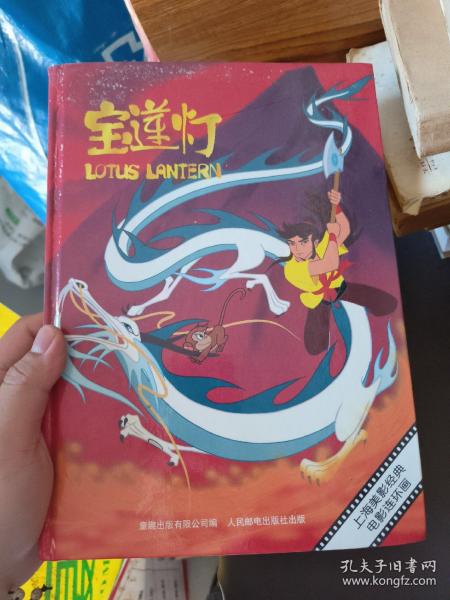 宝莲灯
LOTUS LANTERN
上海美影经典
电影连环画
童趣出版有限公司编 人民邮电出版社出版
孔夫子旧书网
www.kongfz.com